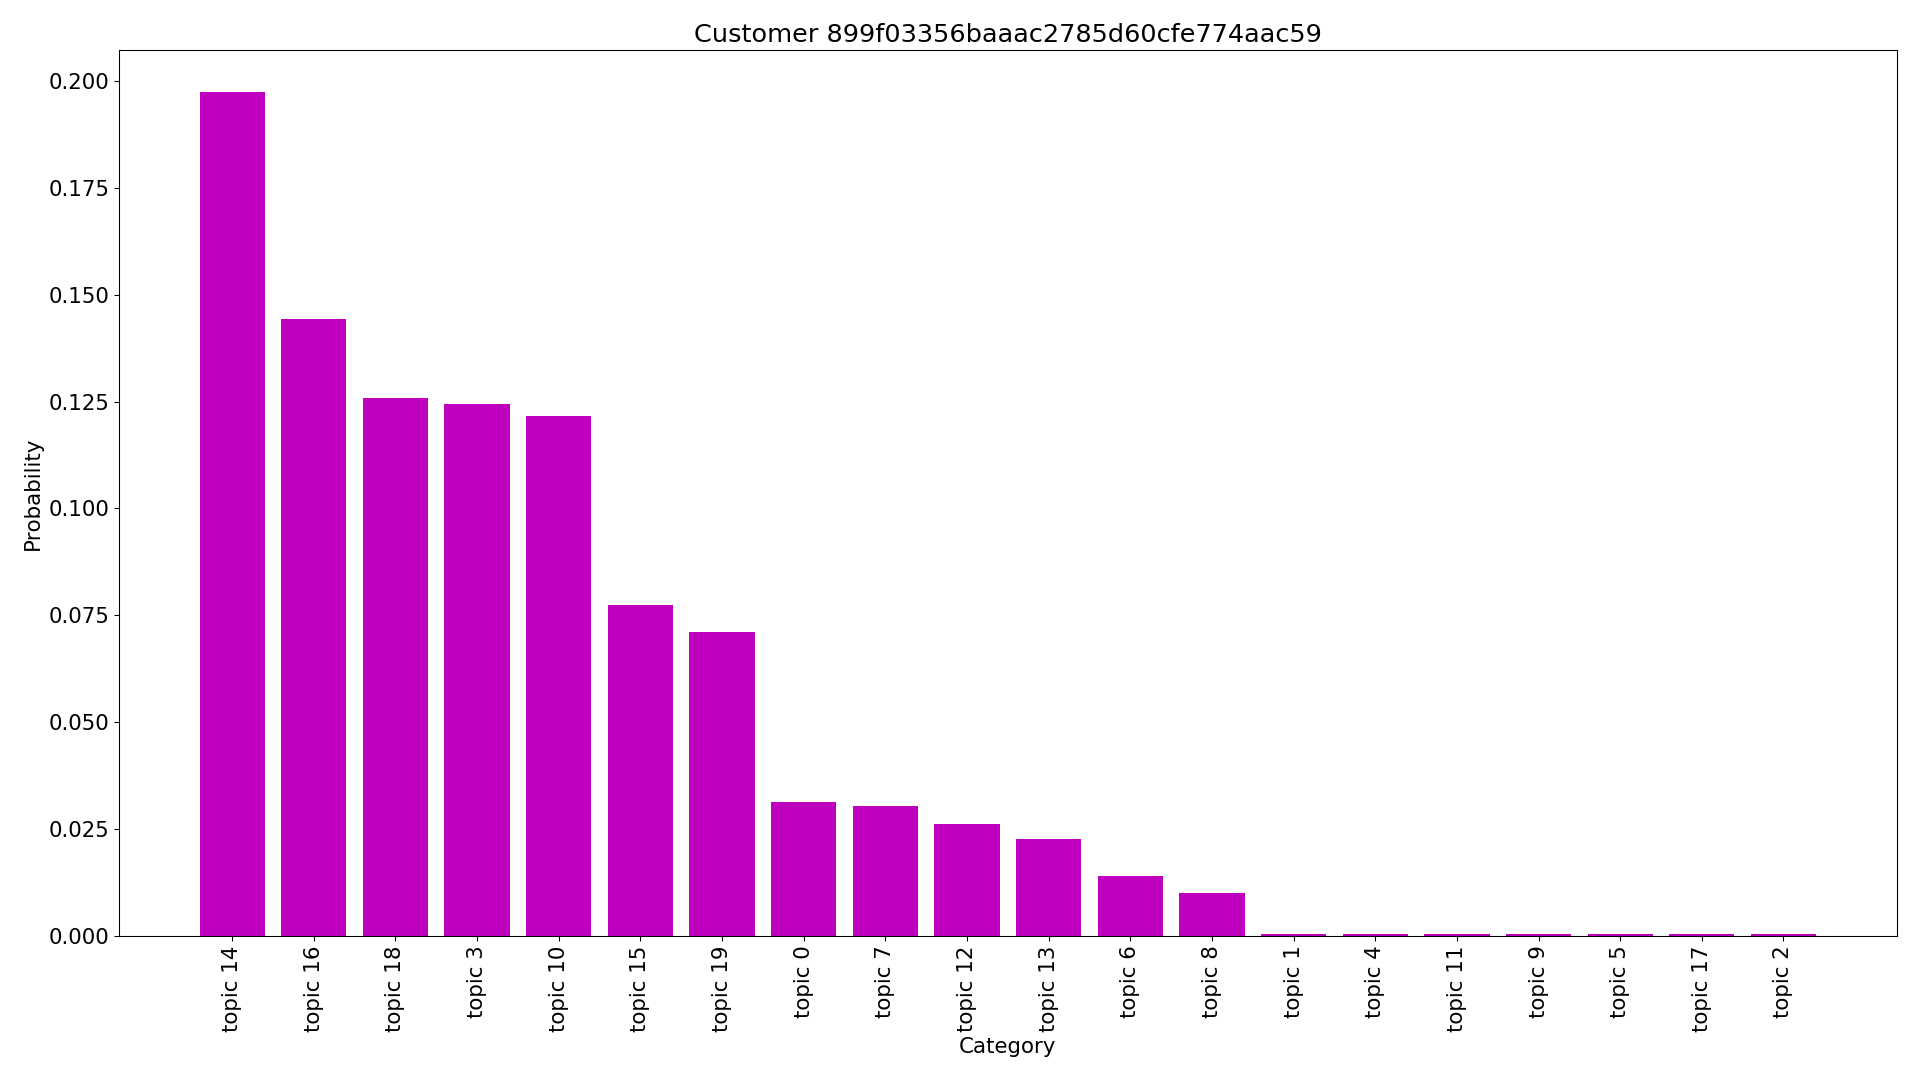 Customer 899f03356baaac2785d60cfe774aac59
Probability
0.200
0.175
0.150
0.125
0.100
0.075
0.050
0.025
0.000
topic 14
topic 16
topic 18
topic 3
topic 10
topic 15
topic 19
topic 0
topic 7
topic 12
topic 13
topic 6
topic 8
topic 1
topic 4
topic 11
topic 9
topic 5
topic 17
topic 2
Category